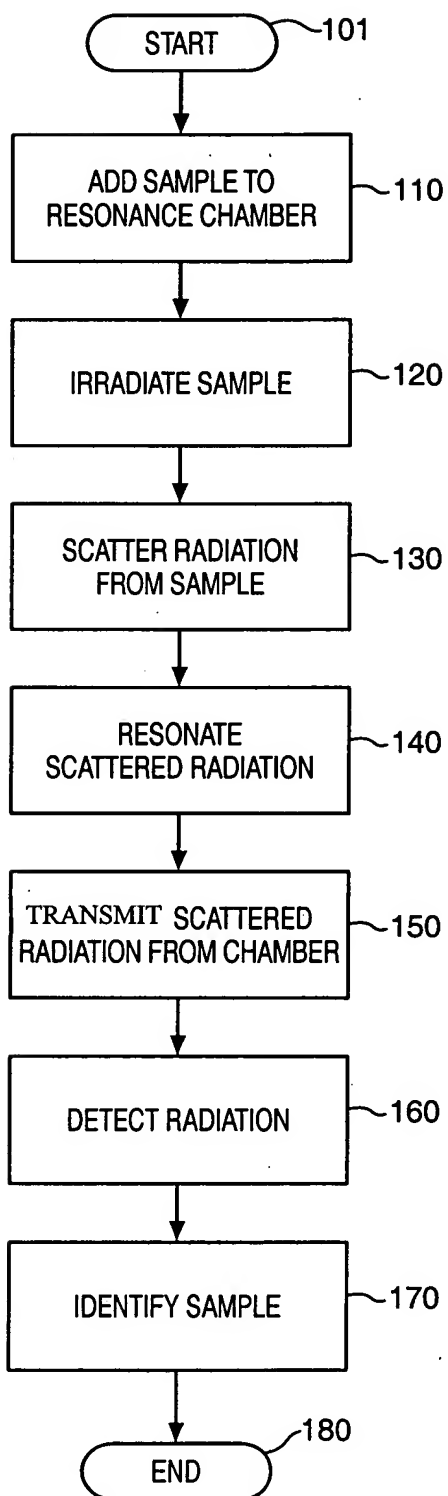 START
101
ADD SAMPLE TO
RESONANCE CHAMBER
110
IRRADIATE SAMPLE
120
SCATTER RADIATION
FROM SAMPLE
130
RESONATE
SCATTERED RADIATION
140
TRANSMIT SCATTERED
RADIATION FROM CHAMBER
150
DETECT RADIATION
160
IDENTIFY SAMPLE
170
END
180